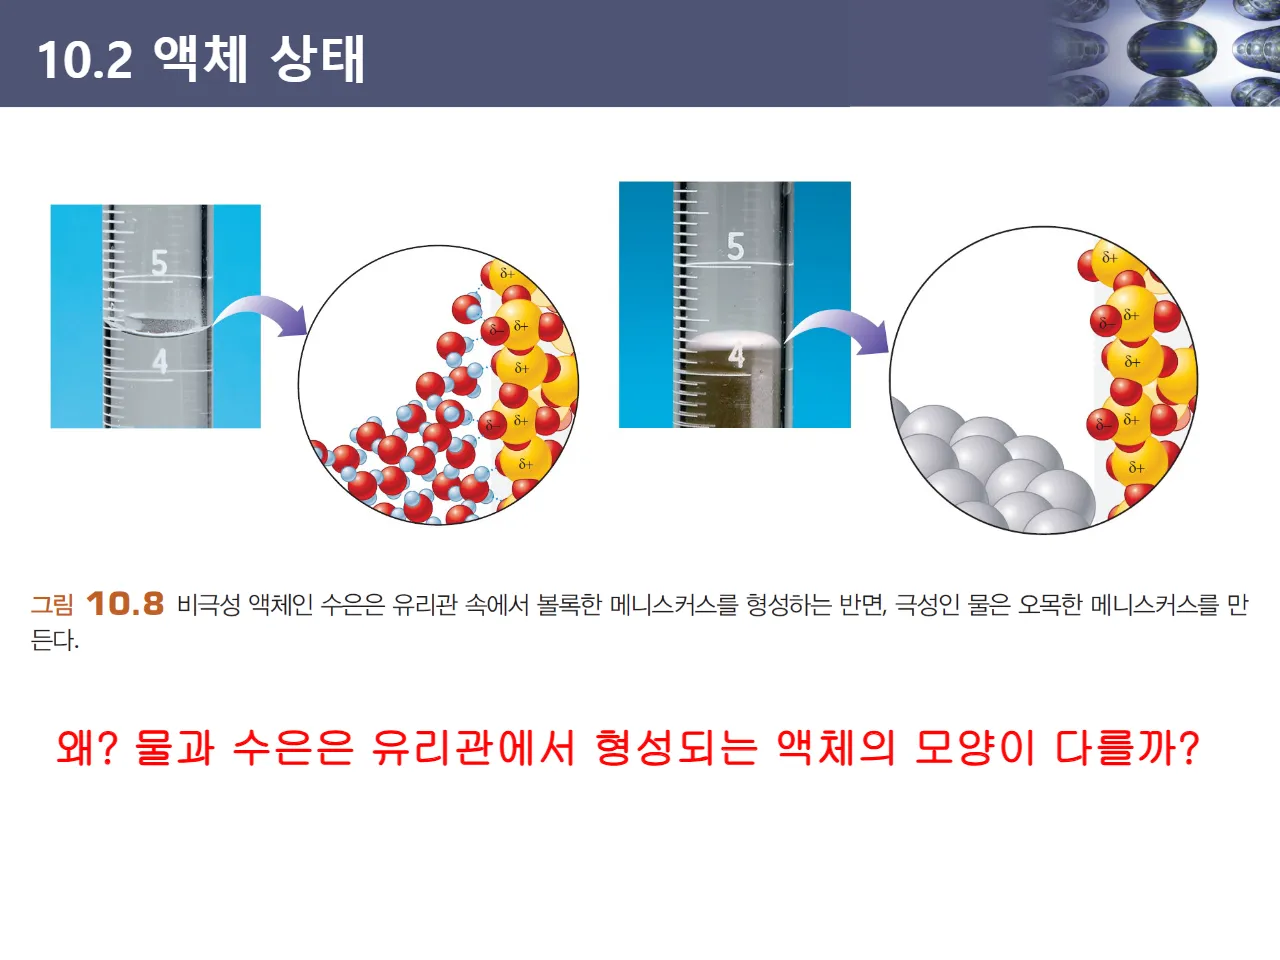 10.2 액체 상태
5
4
δ+
δ-
δ+
δ+
δ-
δ+
δ+
5
4
δ+
δ-
δ+
δ+
δ-
δ+
δ+
그림 10.8 비극성 액체인 수은은 유리관 속에서 볼록한 메니스커스를 형성하는 반면, 극성인 물은 오목한 메니스커스를 만
든다.
왜? 물과 수은은 유리관에서 형성되는 액체의 모양이 다를까?